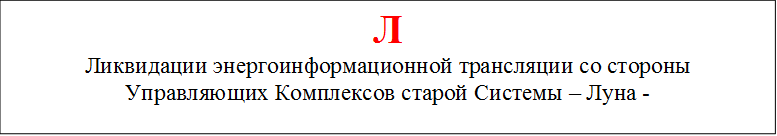 Л
Ликвидации энергоинформационной трансляции со стороны
Управляющих Комплексов старой Системы – Луна -